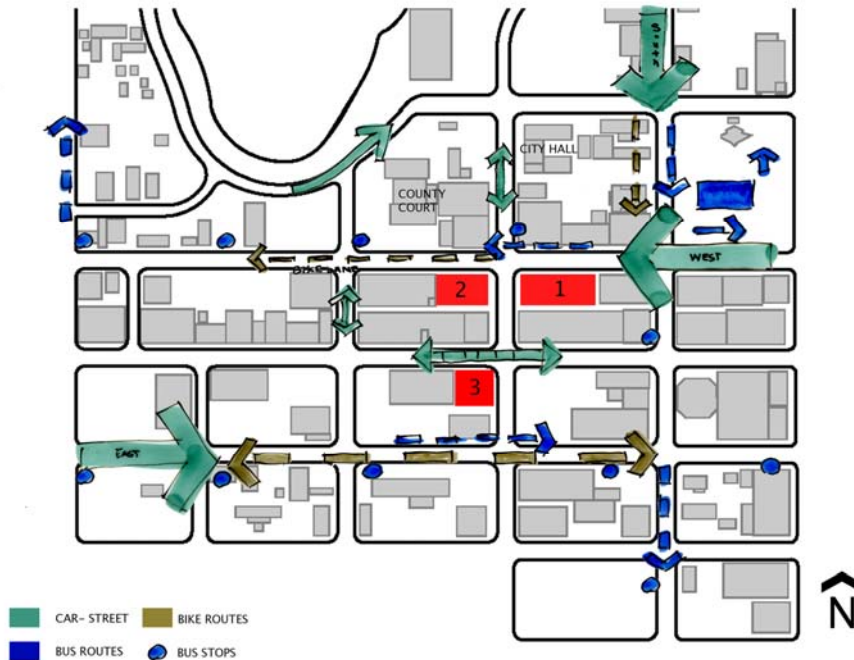 CITY HALL
COUNTY
COURT
BIKE LANE
WEST
2
1
3
EAST
N
CAR- STREET
BIKE ROUTES
BUS ROUTES
BUS STOPS